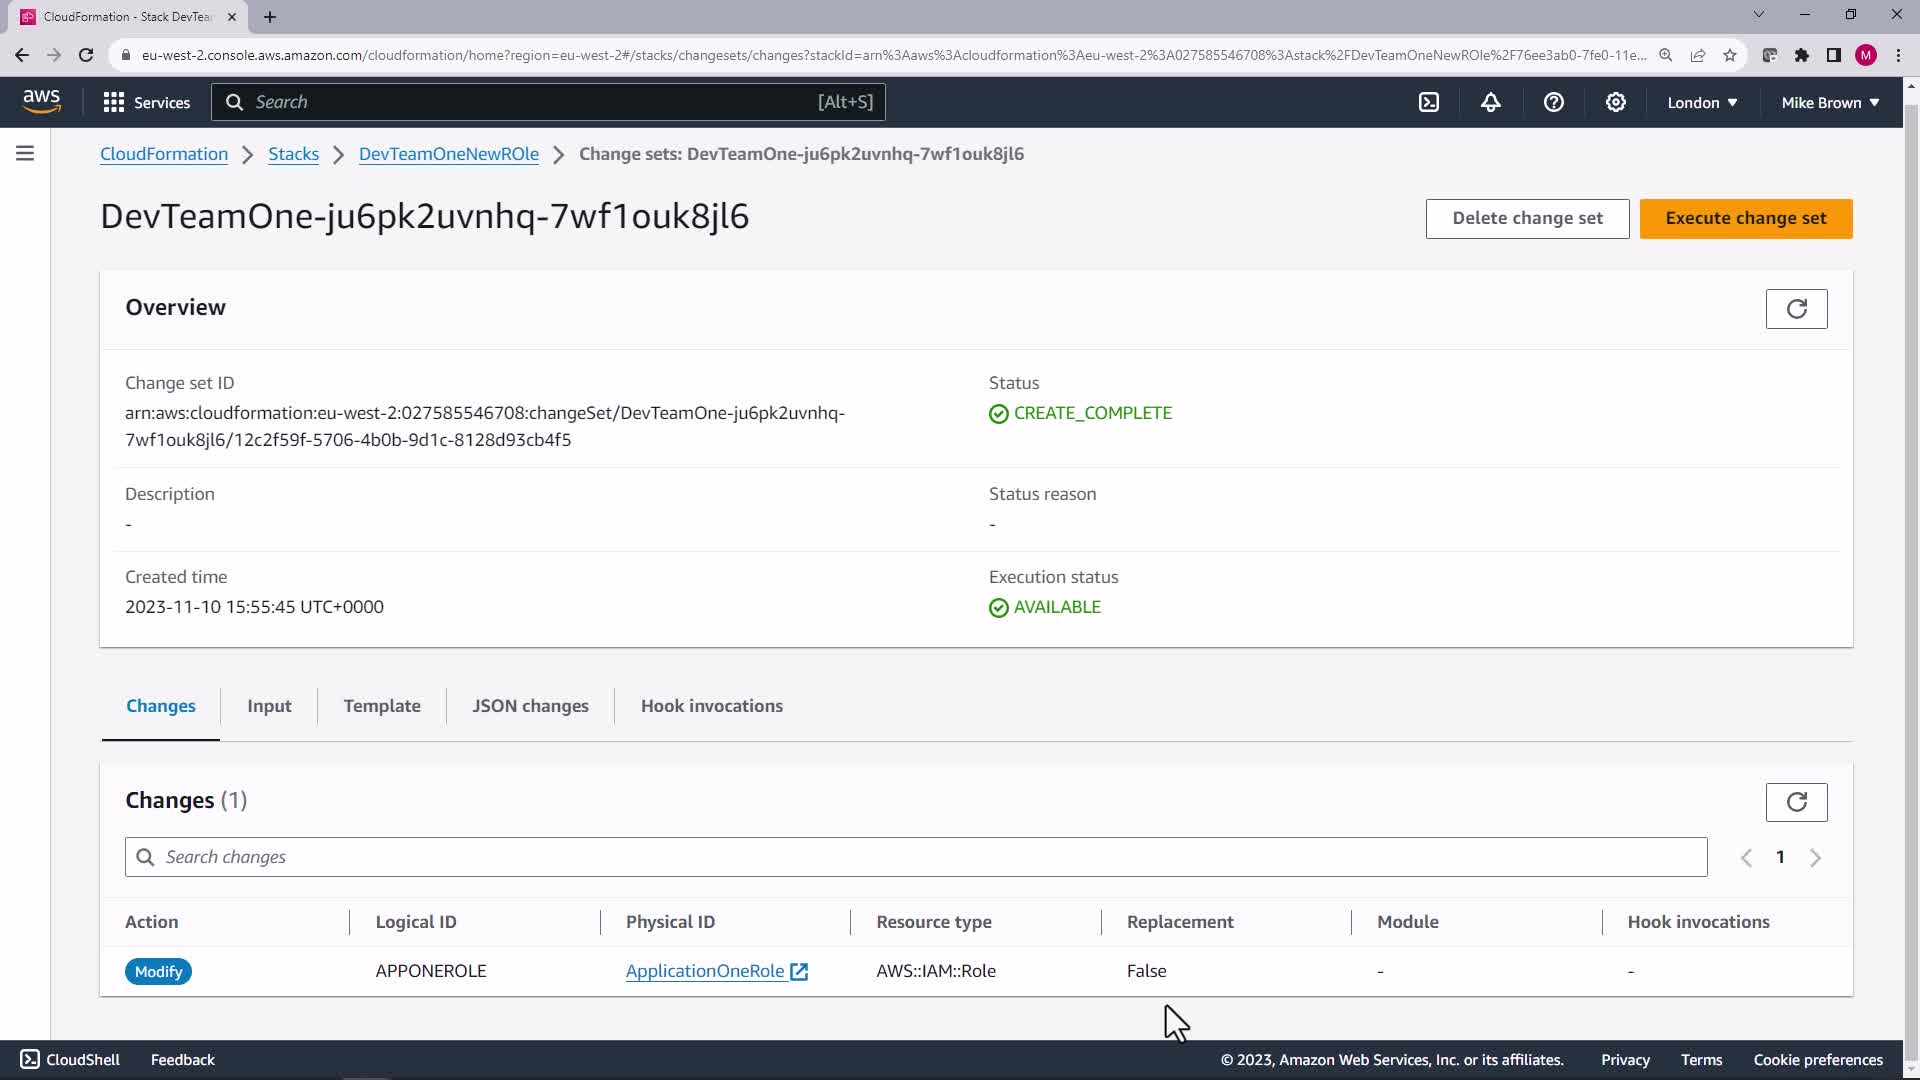 CloudFormation - Stack DevTea
eu-west-2.console.aws.amazon.com/cloudformation/home?region=eu-west-2#/stacks/changesets/changes?stackId=arn%3Aaws%3Acloudformation%3Aeu-west-2%3A027585546708%3Astack%2FDevTeamOneNewROle%2F76ee3ab0-7fe0-11e...
M
aws
Services
Search
[Alt+S]
London
Mike Brown
CloudFormation
Stacks
DevTeamOneNewROle
Change sets: DevTeamOne-ju6pk2uvnhq-7wf1ouk8jl6
DevTeamOne-ju6pk2uvnhq-7wf1ouk8jl6
Delete change set
Execute change set
Overview
Change set ID
arn:aws:cloudformation:eu-west-2:027585546708:changeSet/DevTeamOne-ju6pk2uvnhq-
7wf1ouk8jl6/12c2f59f-5706-4b0b-9d1c-8128d93cb4f5
Status
CREATE_COMPLETE
Description
-
Status reason
-
Created time
2023-11-10 15:55:45 UTC+0000
Execution status
AVAILABLE
Changes
Input
Template
JSON changes
Hook invocations
Changes (1)
Search changes
1
Action
Logical ID
Physical ID
Resource type
Replacement
Module
Hook invocations
Modify
APPONEROLE
ApplicationOneRole
AWS::IAM::Role
False
-
-
CloudShell
Feedback
© 2023, Amazon Web Services, Inc. or its affiliates.
Privacy
Terms
Cookie preferences